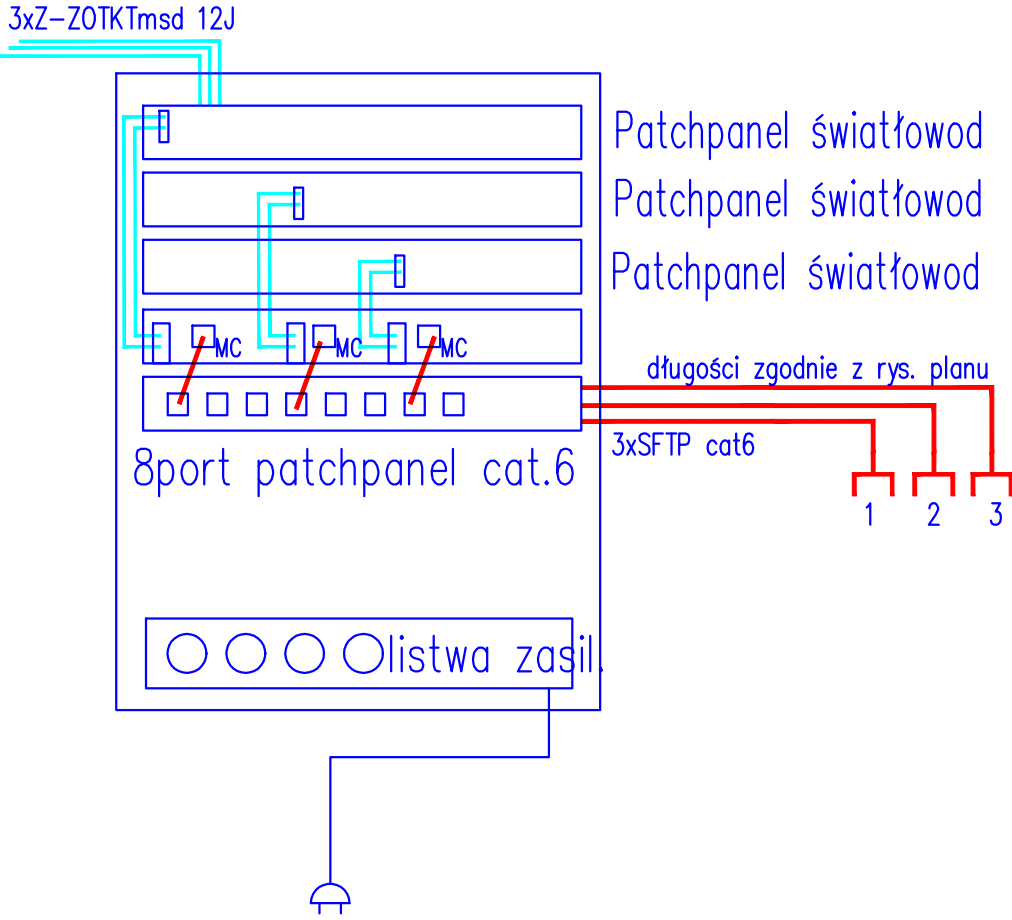 3xZ-ZOTKTmsd 12J
Patchpanel światłowod
Patchpanel światłowod
Patchpanel światłowod
MC MC MC
długości zgodnie z rys. planu
3xSFTP cat6
8port patchpanel cat.6
1 2 3
listwa zasil.